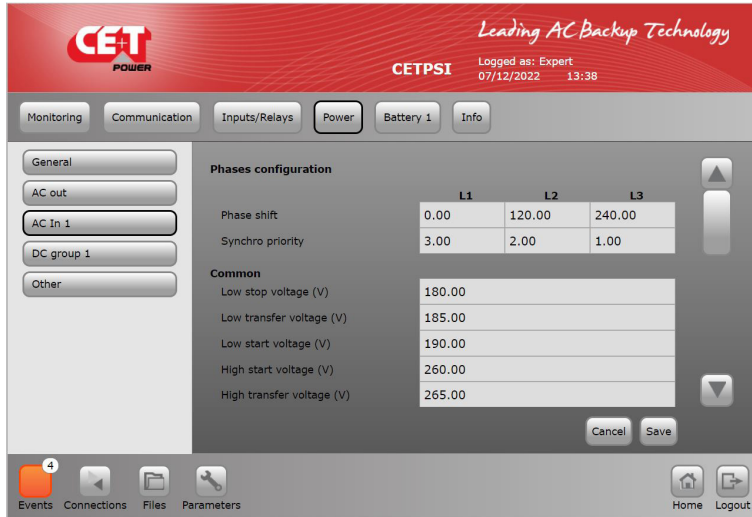 CE+T
POWER
Leading AC Backup Technology
CETPSI
Logged as: Expert
07/12/2022 13:38
Monitoring Communication Inputs/Relays Power Battery 1 Info
General
AC out
AC In 1
DC group 1
Other
Phases configuration
L1 L2 L3
Phase shift 0.00 120.00 240.00
Synchro priority 3.00 2.00 1.00
Common
Low stop voltage (V) 180.00
Low transfer voltage (V) 185.00
Low start voltage (V) 190.00
High start voltage (V) 260.00
High transfer voltage (V) 265.00
Cancel Save
4
Events Connections Files Parameters Home Logout